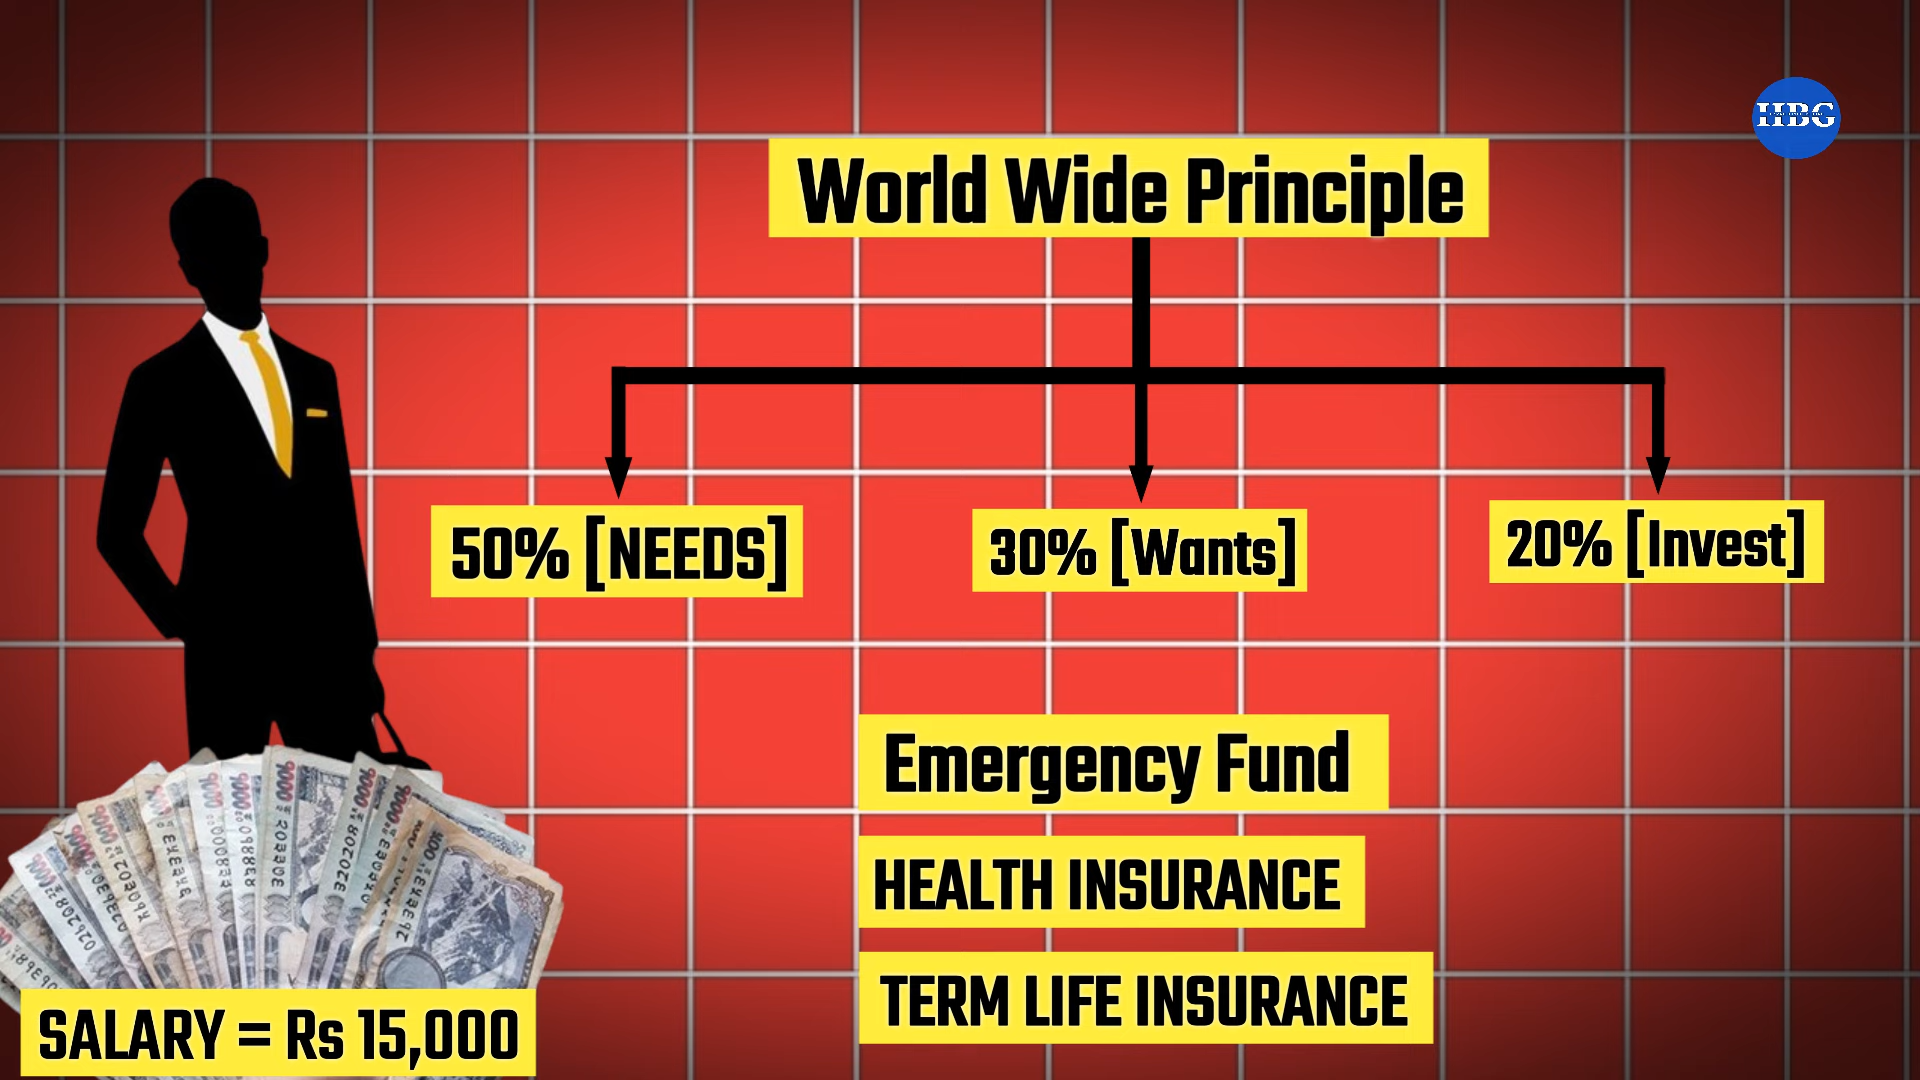 HBG
World Wide Principle
50% [NEEDS]
30% [Wants]
20% [Invest]
Emergency Fund
HEALTH INSURANCE
TERM LIFE INSURANCE
SALARY = Rs 15,000